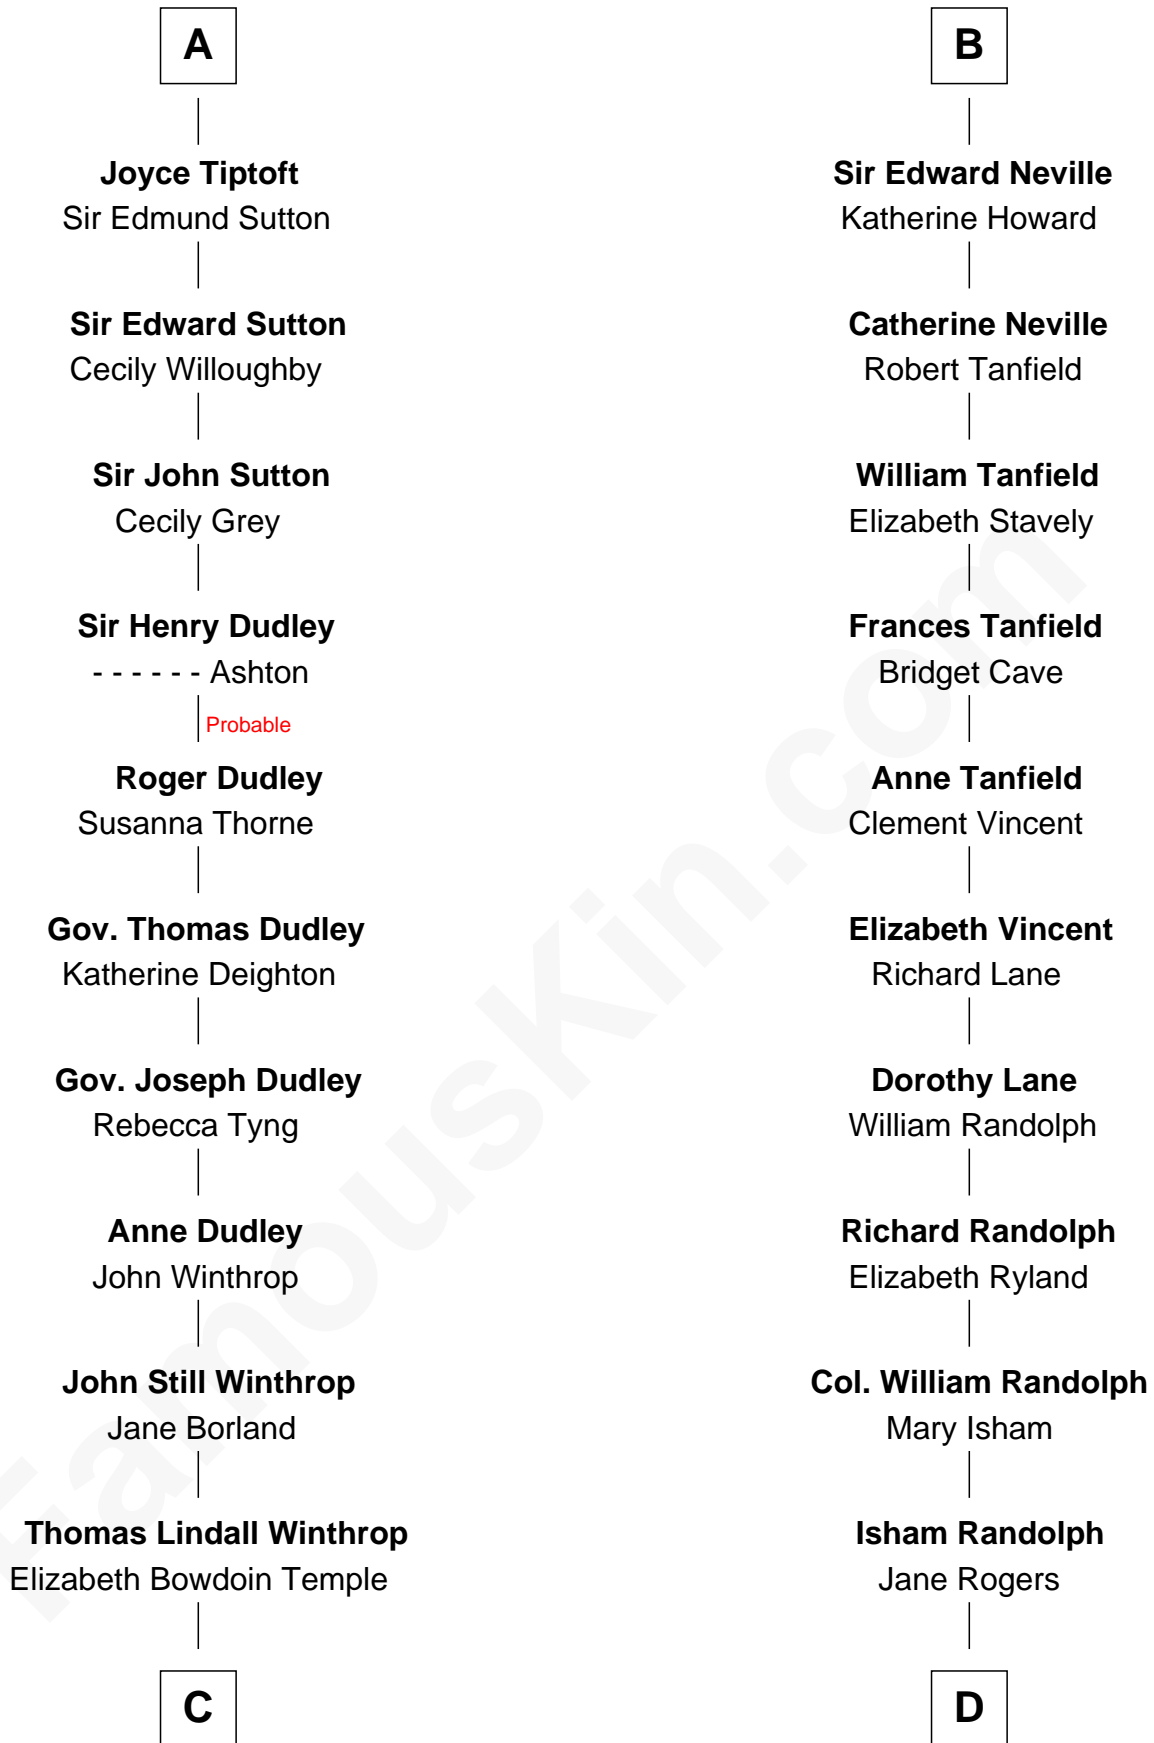 A
Joyce Tiptoft
Sir Edmund Sutton
Sir Edward Sutton
Cecily Willoughby
Sir John Sutton
Cecily Grey
Sir Henry Dudley
- - - - - - Ashton
Probable
Roger Dudley
Susanna Thorne
Gov. Thomas Dudley
Katherine Deighton
Gov. Joseph Dudley
Rebecca Tyng
Anne Dudley
John Winthrop
John Still Winthrop
Jane Borland
Thomas Lindall Winthrop
Elizabeth Bowdoin Temple
C
B
Sir Edward Neville
Katherine Howard
Catherine Neville
Robert Tanfield
William Tanfield
Elizabeth Stavely
Frances Tanfield
Bridget Cave
Anne Tanfield
Clement Vincent
Elizabeth Vincent
Richard Lane
Dorothy Lane
William Randolph
Richard Randolph
Elizabeth Ryland
Col. William Randolph
Mary Isham
Isham Randolph
Jane Rogers
D
FamousKin.com